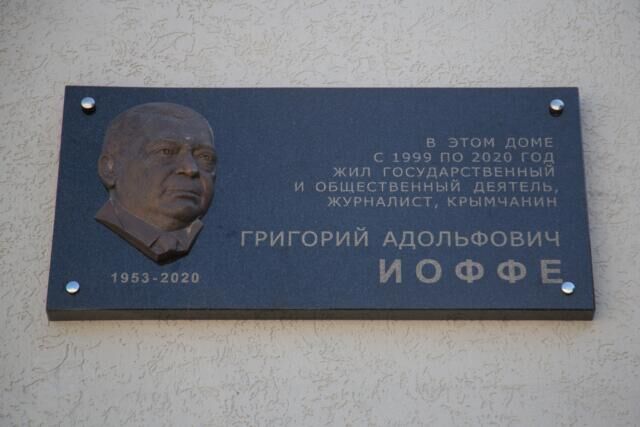 В ЭТОМ ДОМЕ
С 1999 ПО 2020 ГОД
ЖИЛ ГОСУДАРСТВЕННЫЙ
И ОБЩЕСТВЕННЫЙ ДЕЯТЕЛЬ,
ЖУРНАЛИСТ, КРЫМЧАНИН
ГРИГОРИЙ АДОЛЬФОВИЧ
ИОФФЕ
1953-2020